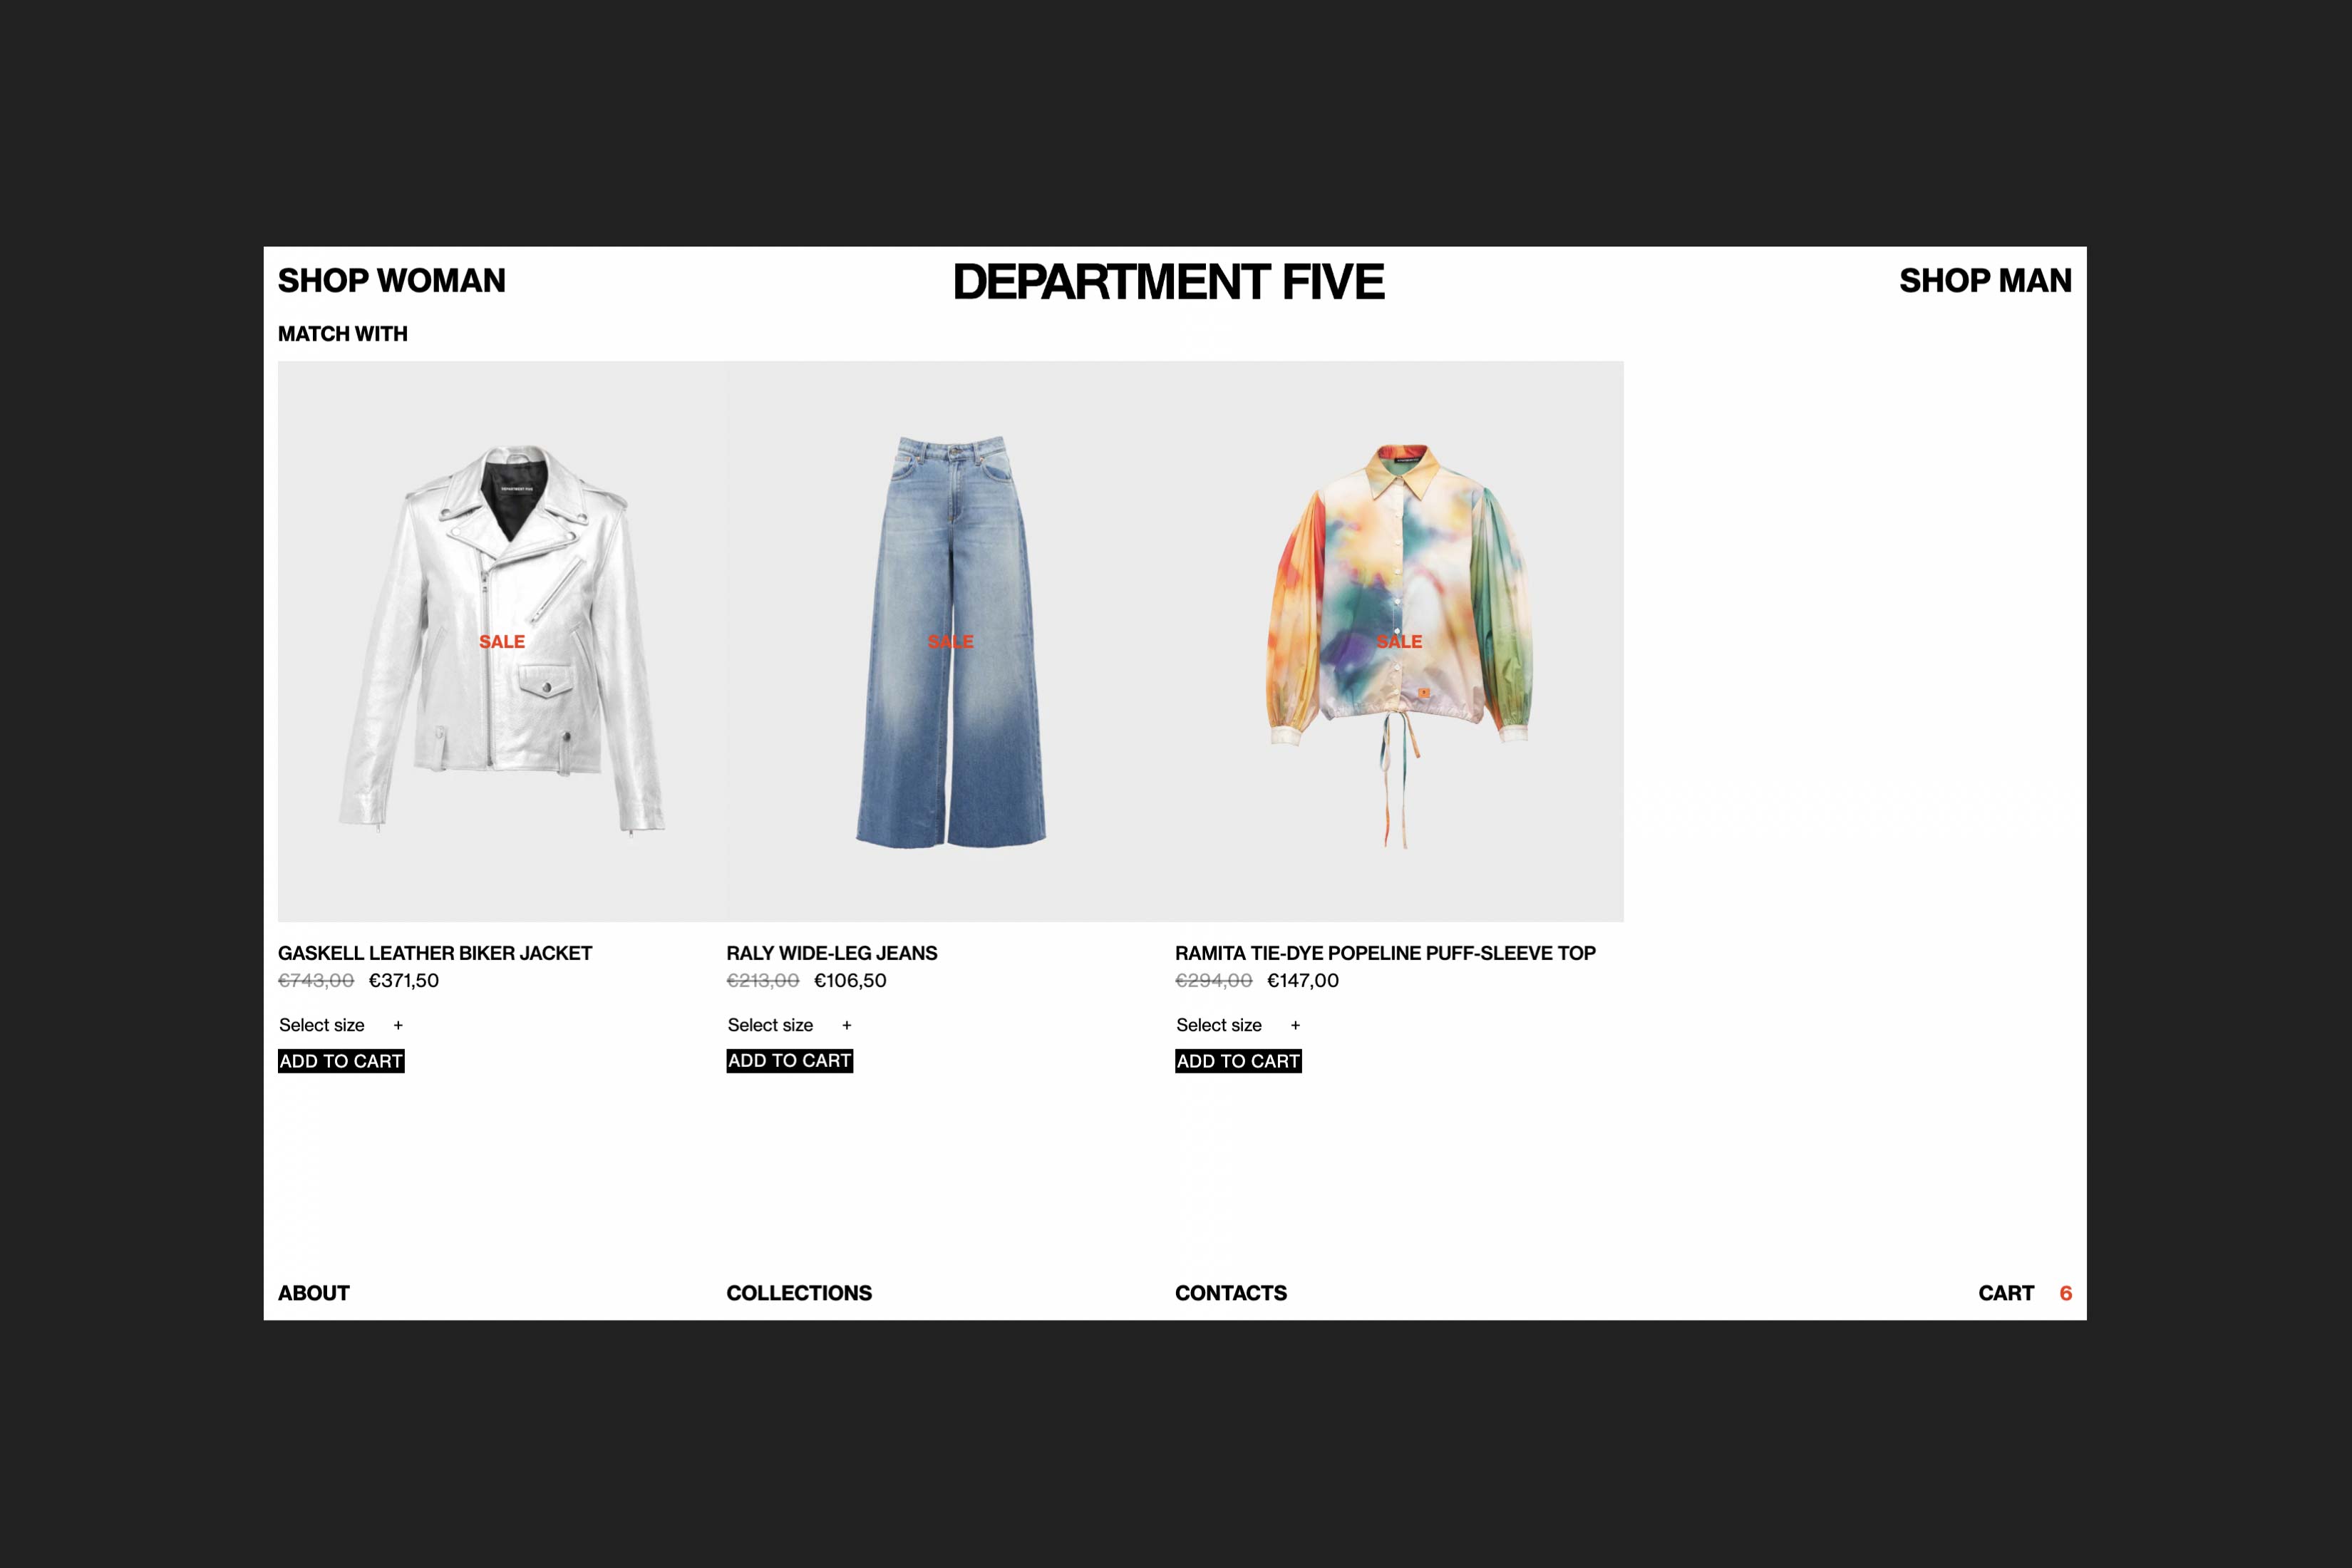 SHOP WOMAN
DEPARTMENT FIVE
SHOP MAN
MATCH WITH
DEPARTMENT FIVE
SALE
SALE
SALE
GASKELL LEATHER BIKER JACKET
€743,00 €371,50
Select size +
ADD TO CART
RALY WIDE-LEG JEANS
€213,00 €106,50
Select size +
ADD TO CART
RAMITA TIE-DYE POPELINE PUFF-SLEEVE TOP
€294,00 €147,00
Select size +
ADD TO CART
ABOUT
COLLECTIONS
CONTACTS
CART 6